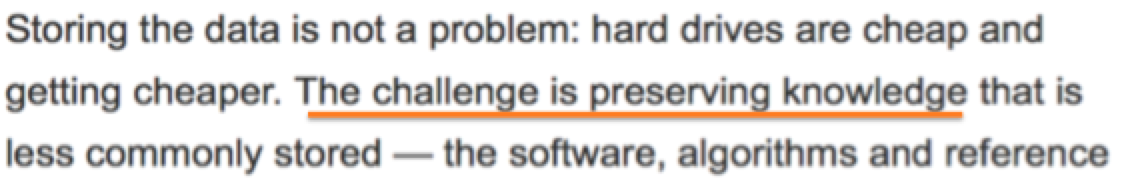 Storing the data is not a problem: hard drives are cheap and
getting cheaper. The challenge is preserving knowledge that is
less commonly stored — the software, algorithms and reference